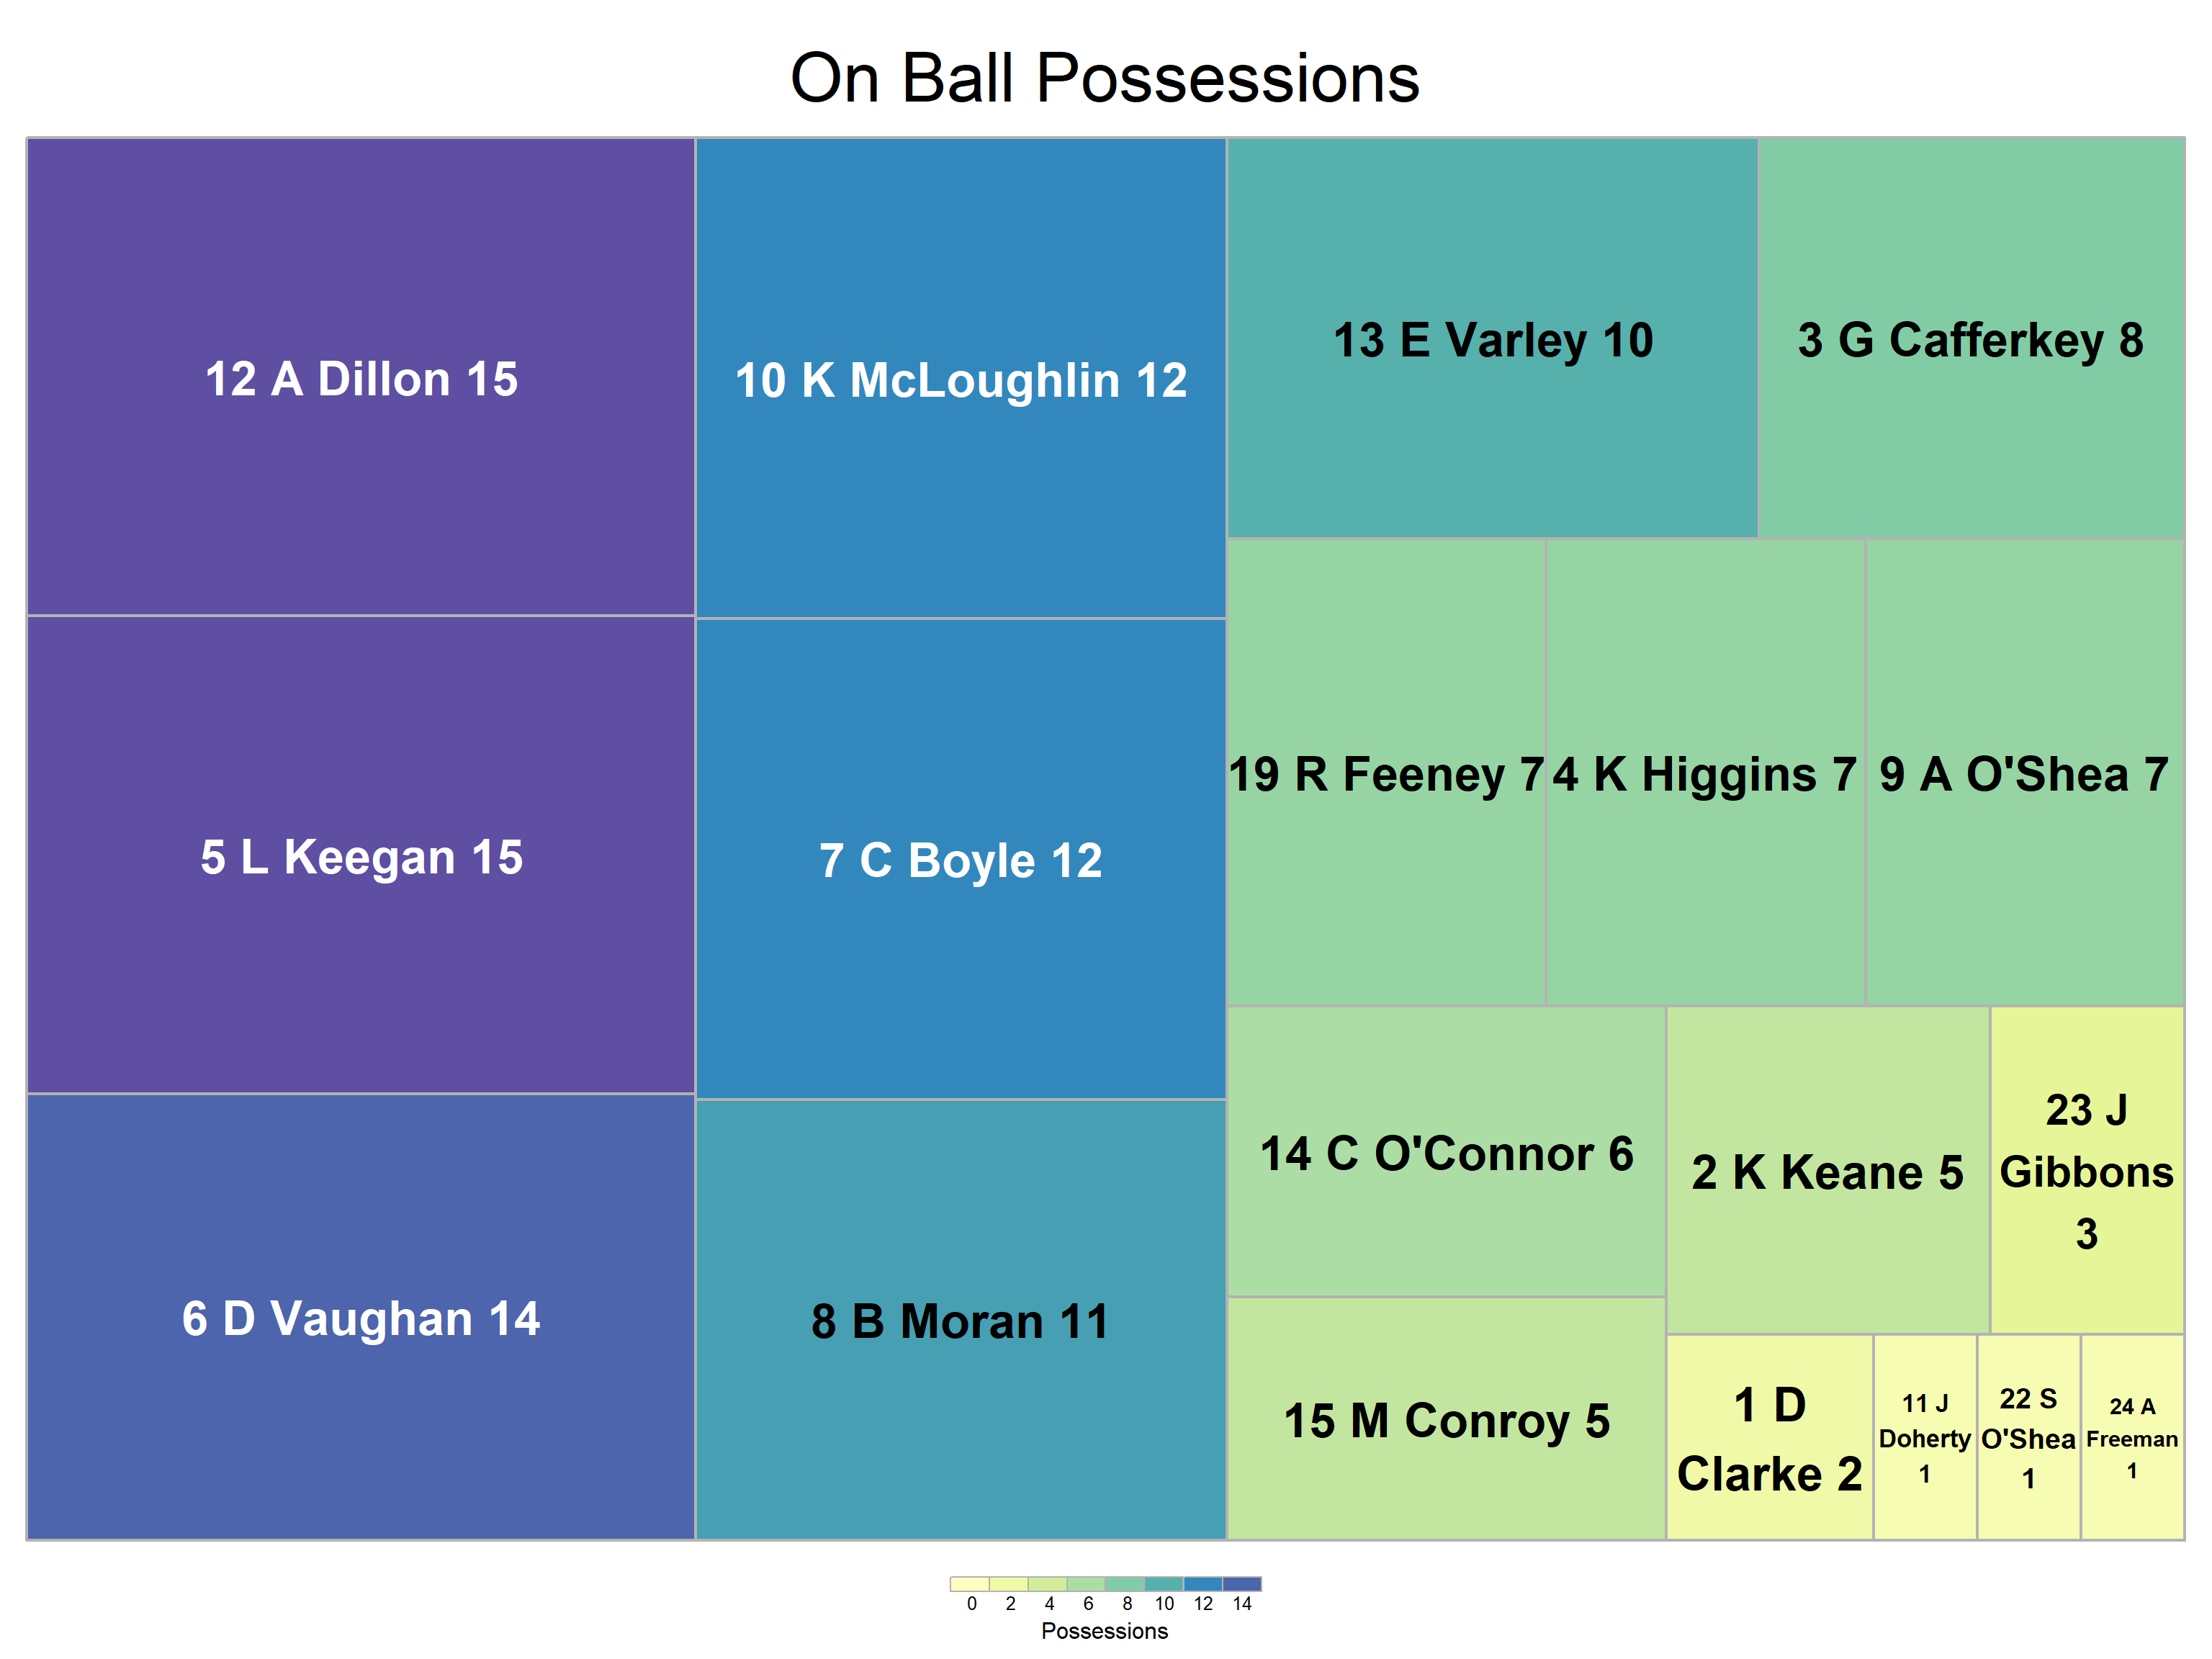 On Ball Possessions
12 A Dillon 15
10 K McLoughlin 12
13 E Varley 10
3 G Cafferkey 8
5 L Keegan 15
7 C Boyle 12
19 R Feeney 7
4 K Higgins 7
9 A O'Shea 7
6 D Vaughan 14
8 B Moran 11
14 C O'Connor 6
2 K Keane 5
23 J
Gibbons
3
15 M Conroy 5
1 D
Clarke 2
11 J
Doherty
1
22 S
O'Shea
1
24 A
Freeman
1
0 2 4 6 8 10 12 14
Possessions